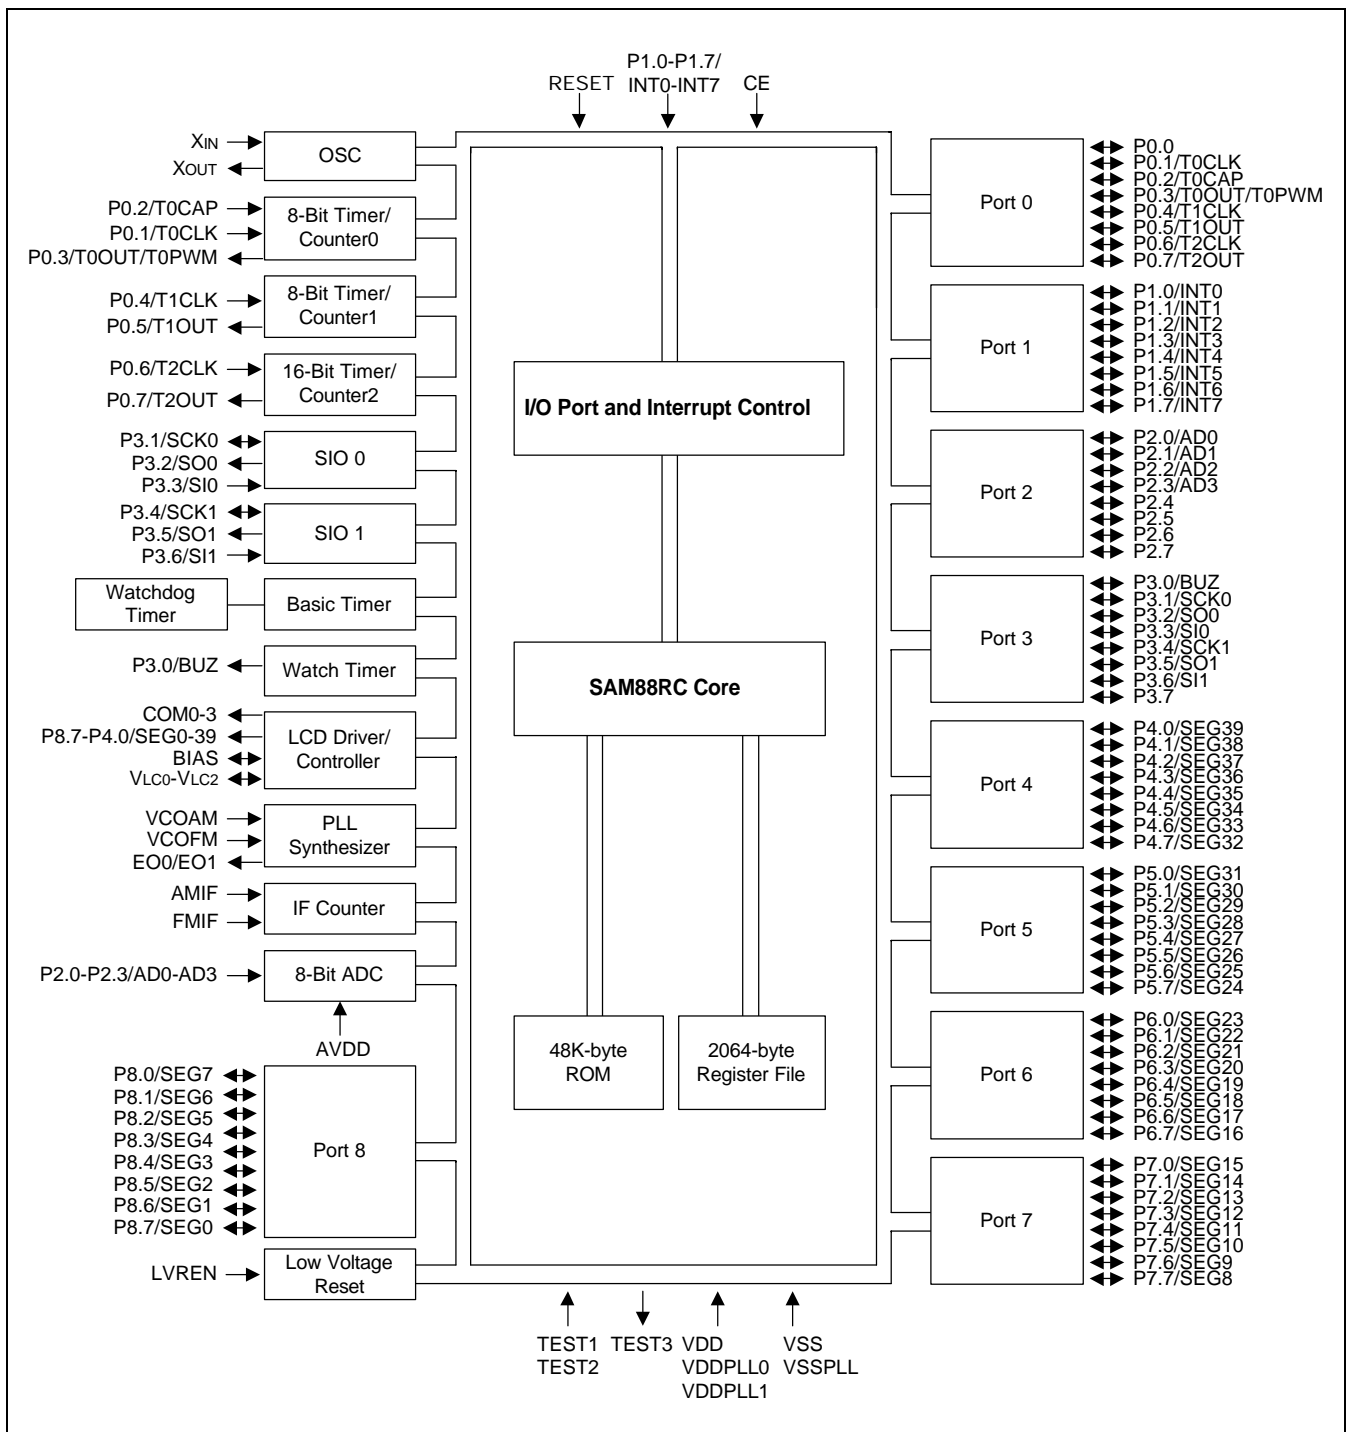 RESET
P1.0-P1.7/
INT0-INT7
CE
XIN
XOUT
OSC
P0.2/T0CAP
P0.1/T0CLK
P0.3/T0OUT/T0PWM
8-Bit Timer/
Counter0
P0.4/T1CLK
P0.5/T1OUT
8-Bit Timer/
Counter1
P0.6/T2CLK
P0.7/T2OUT
16-Bit Timer/
Counter2
P3.1/SCK0
P3.2/SO0
P3.3/SI0
SIO 0
P3.4/SCK1
P3.5/SO1
P3.6/SI1
SIO 1
Watchdog
Timer
Basic Timer
P3.0/BUZ
Watch Timer
COM0-3
P8.7-P4.0/SEG0-39
BIAS
VLC0-VLC2
LCD Driver/
Controller
VCOAM
VCOFM
EO0/EO1
PLL
Synthesizer
AMIF
FMIF
IF Counter
P2.0-P2.3/AD0-AD3
8-Bit ADC
AVDD
P8.0/SEG7
P8.1/SEG6
P8.2/SEG5
P8.3/SEG4
P8.4/SEG3
P8.5/SEG2
P8.6/SEG1
P8.7/SEG0
Port 8
LVREN
Low Voltage
Reset
I/O Port and Interrupt Control
SAM88RC Core
48K-byte
ROM
2064-byte
Register File
TEST1
TEST2
TEST3
VDD
VDDPLL0
VDDPLL1
VSS
VSSPLL
Port 0
P0.0
P0.1/T0CLK
P0.2/T0CAP
P0.3/T0OUT/T0PWM
P0.4/T1CLK
P0.5/T1OUT
P0.6/T2CLK
P0.7/T2OUT
Port 1
P1.0/INT0
P1.1/INT1
P1.2/INT2
P1.3/INT3
P1.4/INT4
P1.5/INT5
P1.6/INT6
P1.7/INT7
Port 2
P2.0/AD0
P2.1/AD1
P2.2/AD2
P2.3/AD3
P2.4
P2.5
P2.6
P2.7
Port 3
P3.0/BUZ
P3.1/SCK0
P3.2/SO0
P3.3/SI0
P3.4/SCK1
P3.5/SO1
P3.6/SI1
P3.7
Port 4
P4.0/SEG39
P4.1/SEG38
P4.2/SEG37
P4.3/SEG36
P4.4/SEG35
P4.5/SEG34
P4.6/SEG33
P4.7/SEG32
Port 5
P5.0/SEG31
P5.1/SEG30
P5.2/SEG29
P5.3/SEG28
P5.4/SEG27
P5.5/SEG26
P5.6/SEG25
P5.7/SEG24
Port 6
P6.0/SEG23
P6.1/SEG22
P6.2/SEG21
P6.3/SEG20
P6.4/SEG19
P6.5/SEG18
P6.6/SEG17
P6.7/SEG16
Port 7
P7.0/SEG15
P7.1/SEG14
P7.2/SEG13
P7.3/SEG12
P7.4/SEG11
P7.5/SEG10
P7.6/SEG9
P7.7/SEG8